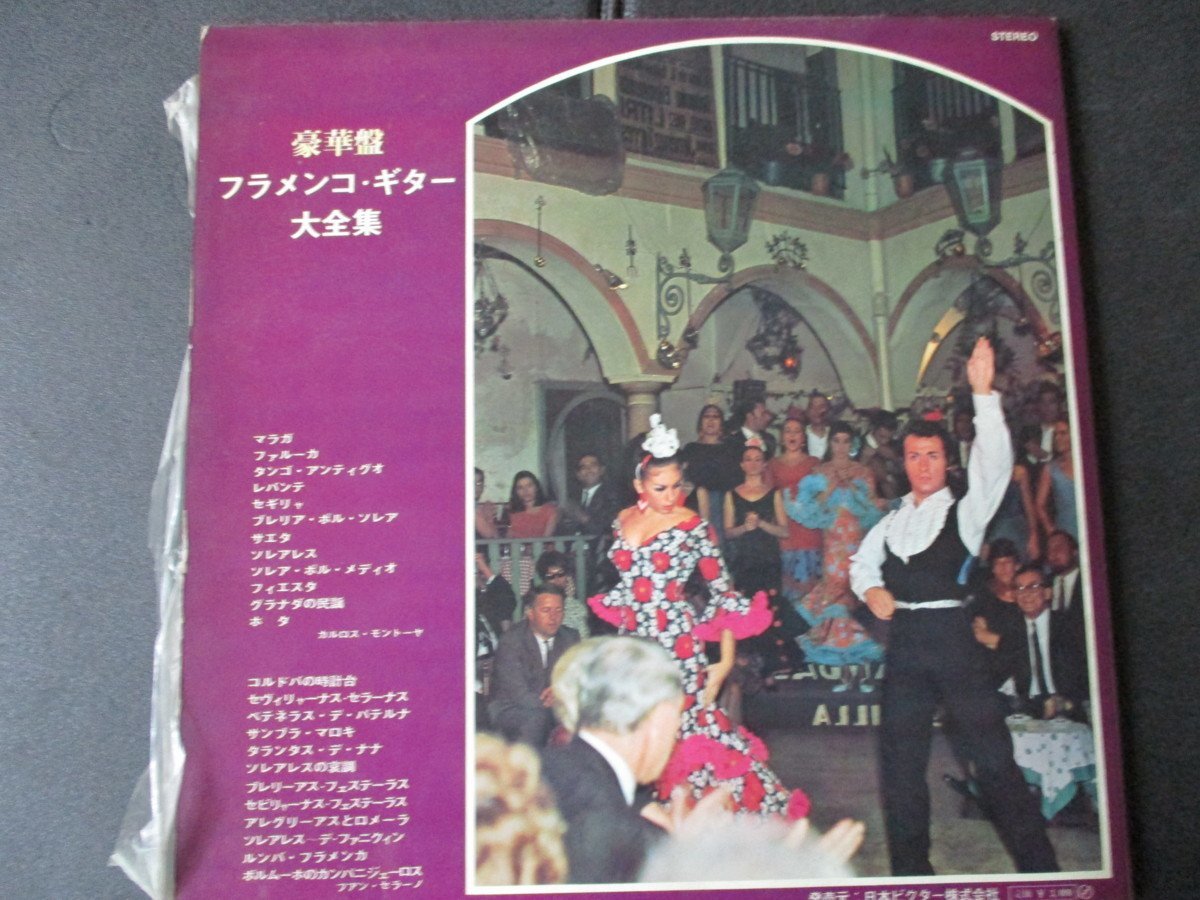 STEREO
豪華盤
フラメンコ・ギター
大全集
マラガ
ファルーカ
タンゴ・アンティグオ
レバンテ
セギリャ
ブレリア・ポル・ソレア
サエタ
ソレアレス
ソレア・ポル・メディオ
フィエスタ
グラナダの民謡
ホタ
カルロス・モントーヤ
コルドバの時計台
セヴィリャーナス・セラーナス
ペテネラス・デ・パテルナ
サンブラ・マロキ
タランタス・デ・ナナ
ソレアレスの哀調
ブレリーアス・フェステーラス
セビリャーナス・フェステーラス
アレグリーアスとロメーラ
ソレアレス―デ・ファニクィン
ルンバ・フラメンカ
ボルムーホのカンパニジェーロス
ファン・セラーノ
ILLA
発売元:日本ビクター株式会社